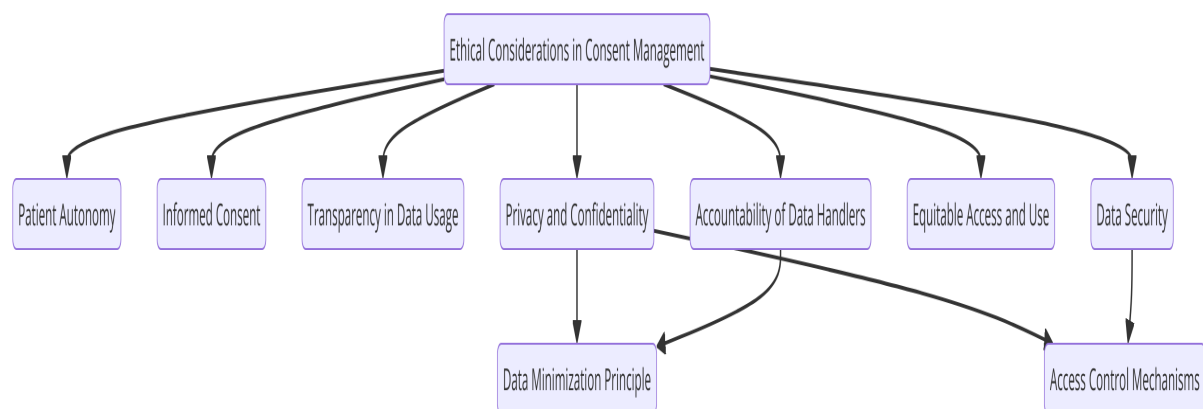 Ethical Considerations in Consent Management
Patient Autonomy
Informed Consent
Transparency in Data Usage
Privacy and Confidentiality
Accountability of Data Handlers
Equitable Access and Use
Data Security
Data Minimization Principle
Access Control Mechanisms